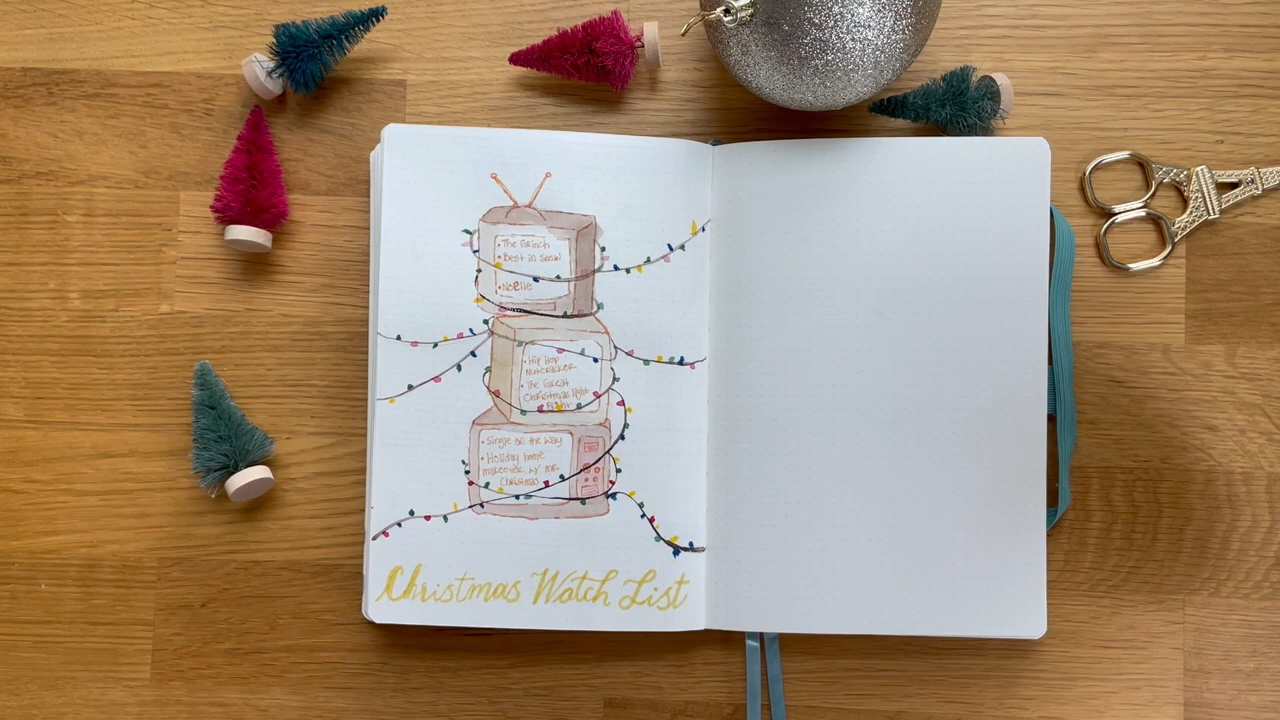 • The Grinch
• Best in Snow
• Noelle
• Hip Hop
Nutcracker
• The Great
Christmas light
Fight
• Single all the way
• Holiday home
makeover w/ Mr.
Christmas
Christmas Watch List